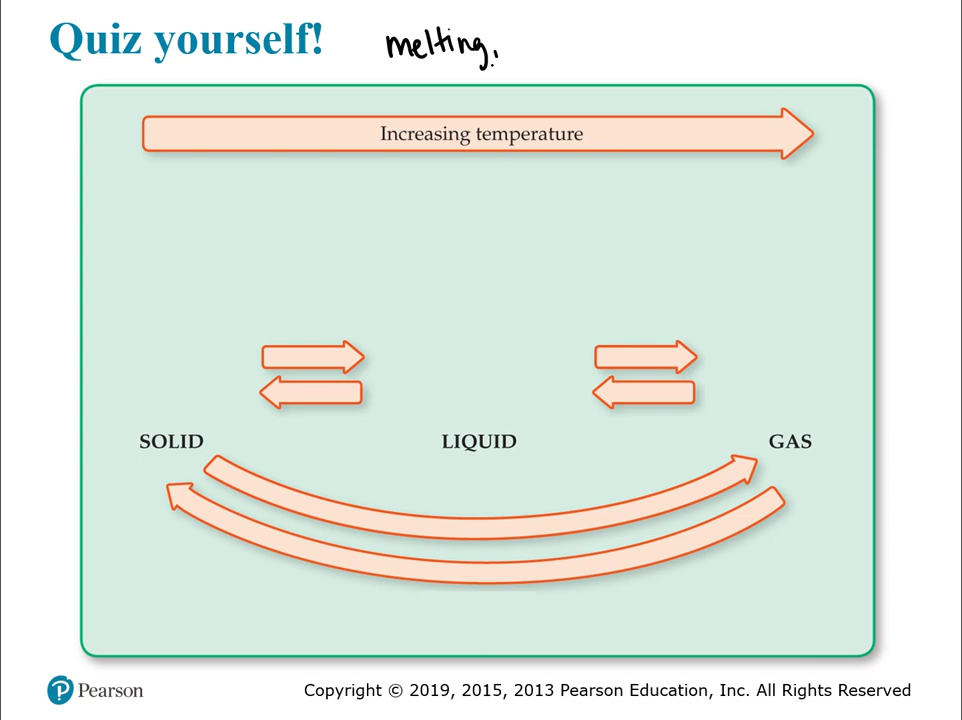 Quiz yourself!
melting,
Increasing temperature
SOLID
LIQUID
GAS
Pearson
Copyright © 2019, 2015, 2013 Pearson Education, Inc. All Rights Reserved